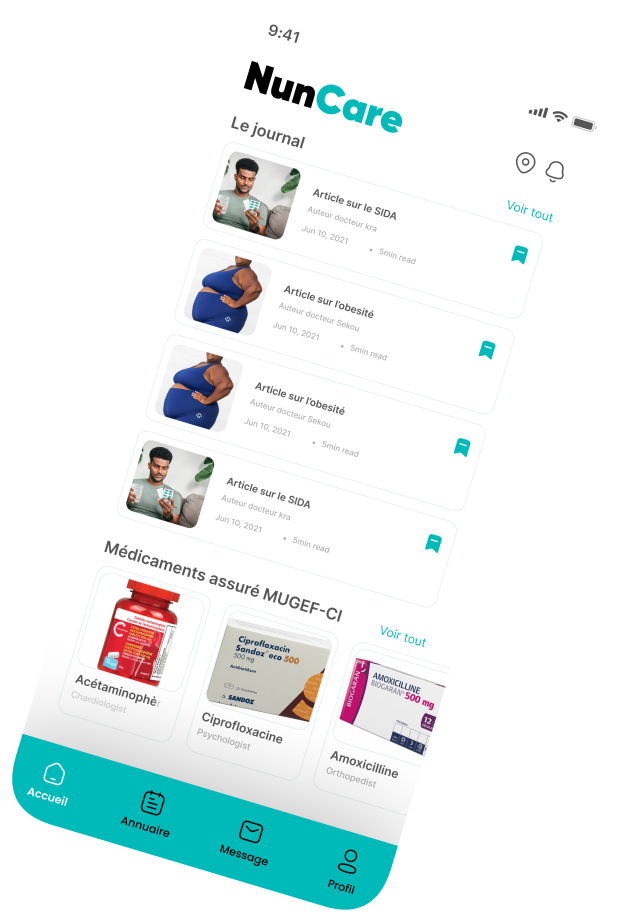 9:41
NunCare
Le journal
Voir tout
Article sur le SIDA
Auteur docteur kra
Jun 10, 2021 • 5min read
Article sur l'obesité
Auteur docteur Sekou
Jun 10, 2021 • 5min read
Article sur l'obesité
Auteur docteur Sekou
Jun 10, 2021 • 5min read
Article sur le SIDA
Auteur docteur kra
Jun 10, 2021 • 5min read
Médicaments assuré MUGEF-CI
Voir tout
Acétaminophè
Chardiologist
Ciprofloxacin
Sandoz® eco 500
500 mg
Antibiotikum
SANDOZ
Ciprofloxacine
Psychologist
BIOGARAN
AMOXICILLINE
BIOGARAN® 500 mg
12
Amoxicilline
Orthopedist
Accueil
Annuaire
Message
Profil